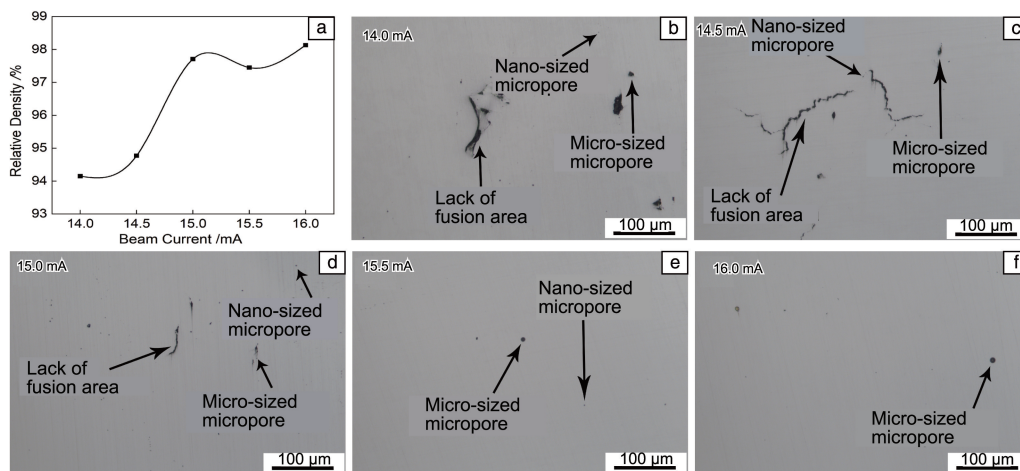 a
99
98
97
96
95
94
93
Relative Density /%
14.0
14.5
15.0
15.5
16.0
Beam Current /mA
b
14.0 mA
Nano-sized
micropore
Micro-sized
micropore
Lack of
fusion area
100 μm
c
14.5 mA
Nano-sized
micropore
Micro-sized
micropore
Lack of
fusion area
100 μm
d
15.0 mA
Nano-sized
micropore
Lack of
fusion area
Micro-sized
micropore
100 μm
e
15.5 mA
Nano-sized
micropore
Micro-sized
micropore
100 μm
f
16.0 mA
Micro-sized
micropore
100 μm